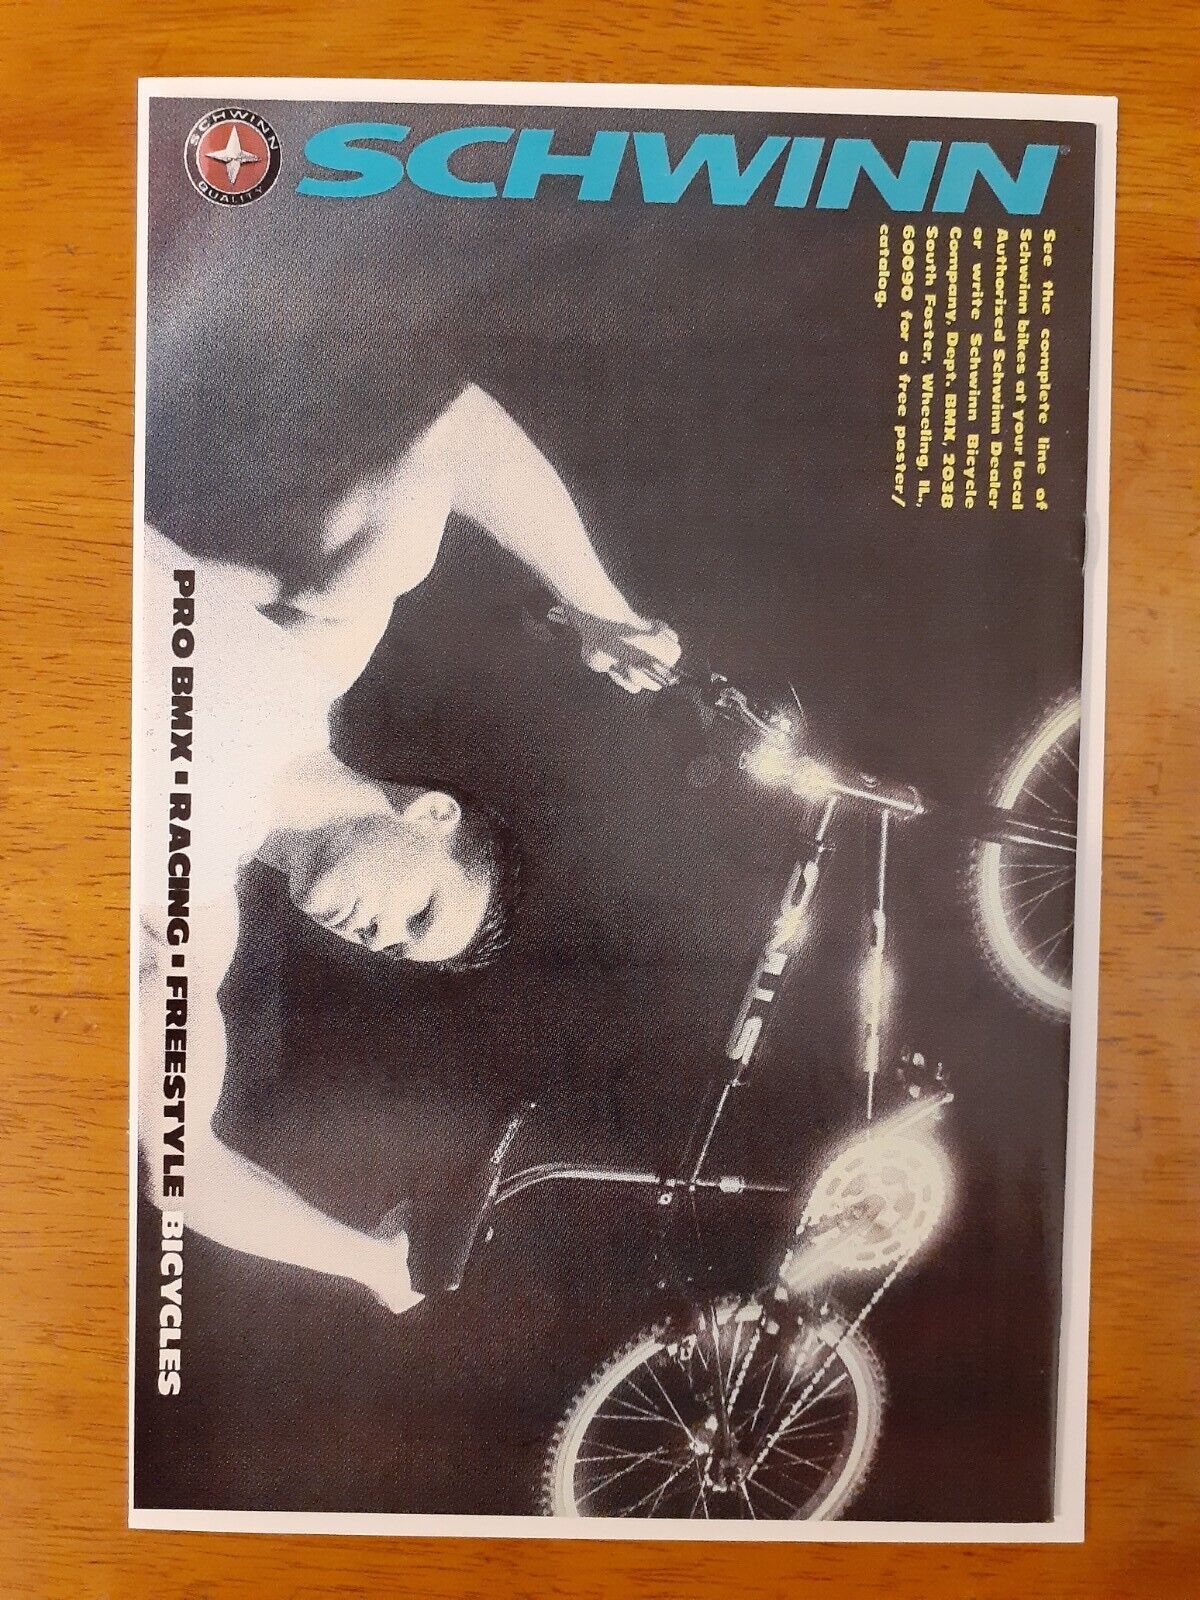 SCHWINN
QUALITY
SCHWINN®
See the complete line of
Schwinn bikes at your local
Authorized Schwinn Dealer
or write Schwinn Bicycle
Company, Dept. BMX, 2038
South Foster, Wheeling, IL.,
60090 for a free poster/
catalog.
PRO BMX ▪ RACING ▪ FREESTYLE BICYCLES